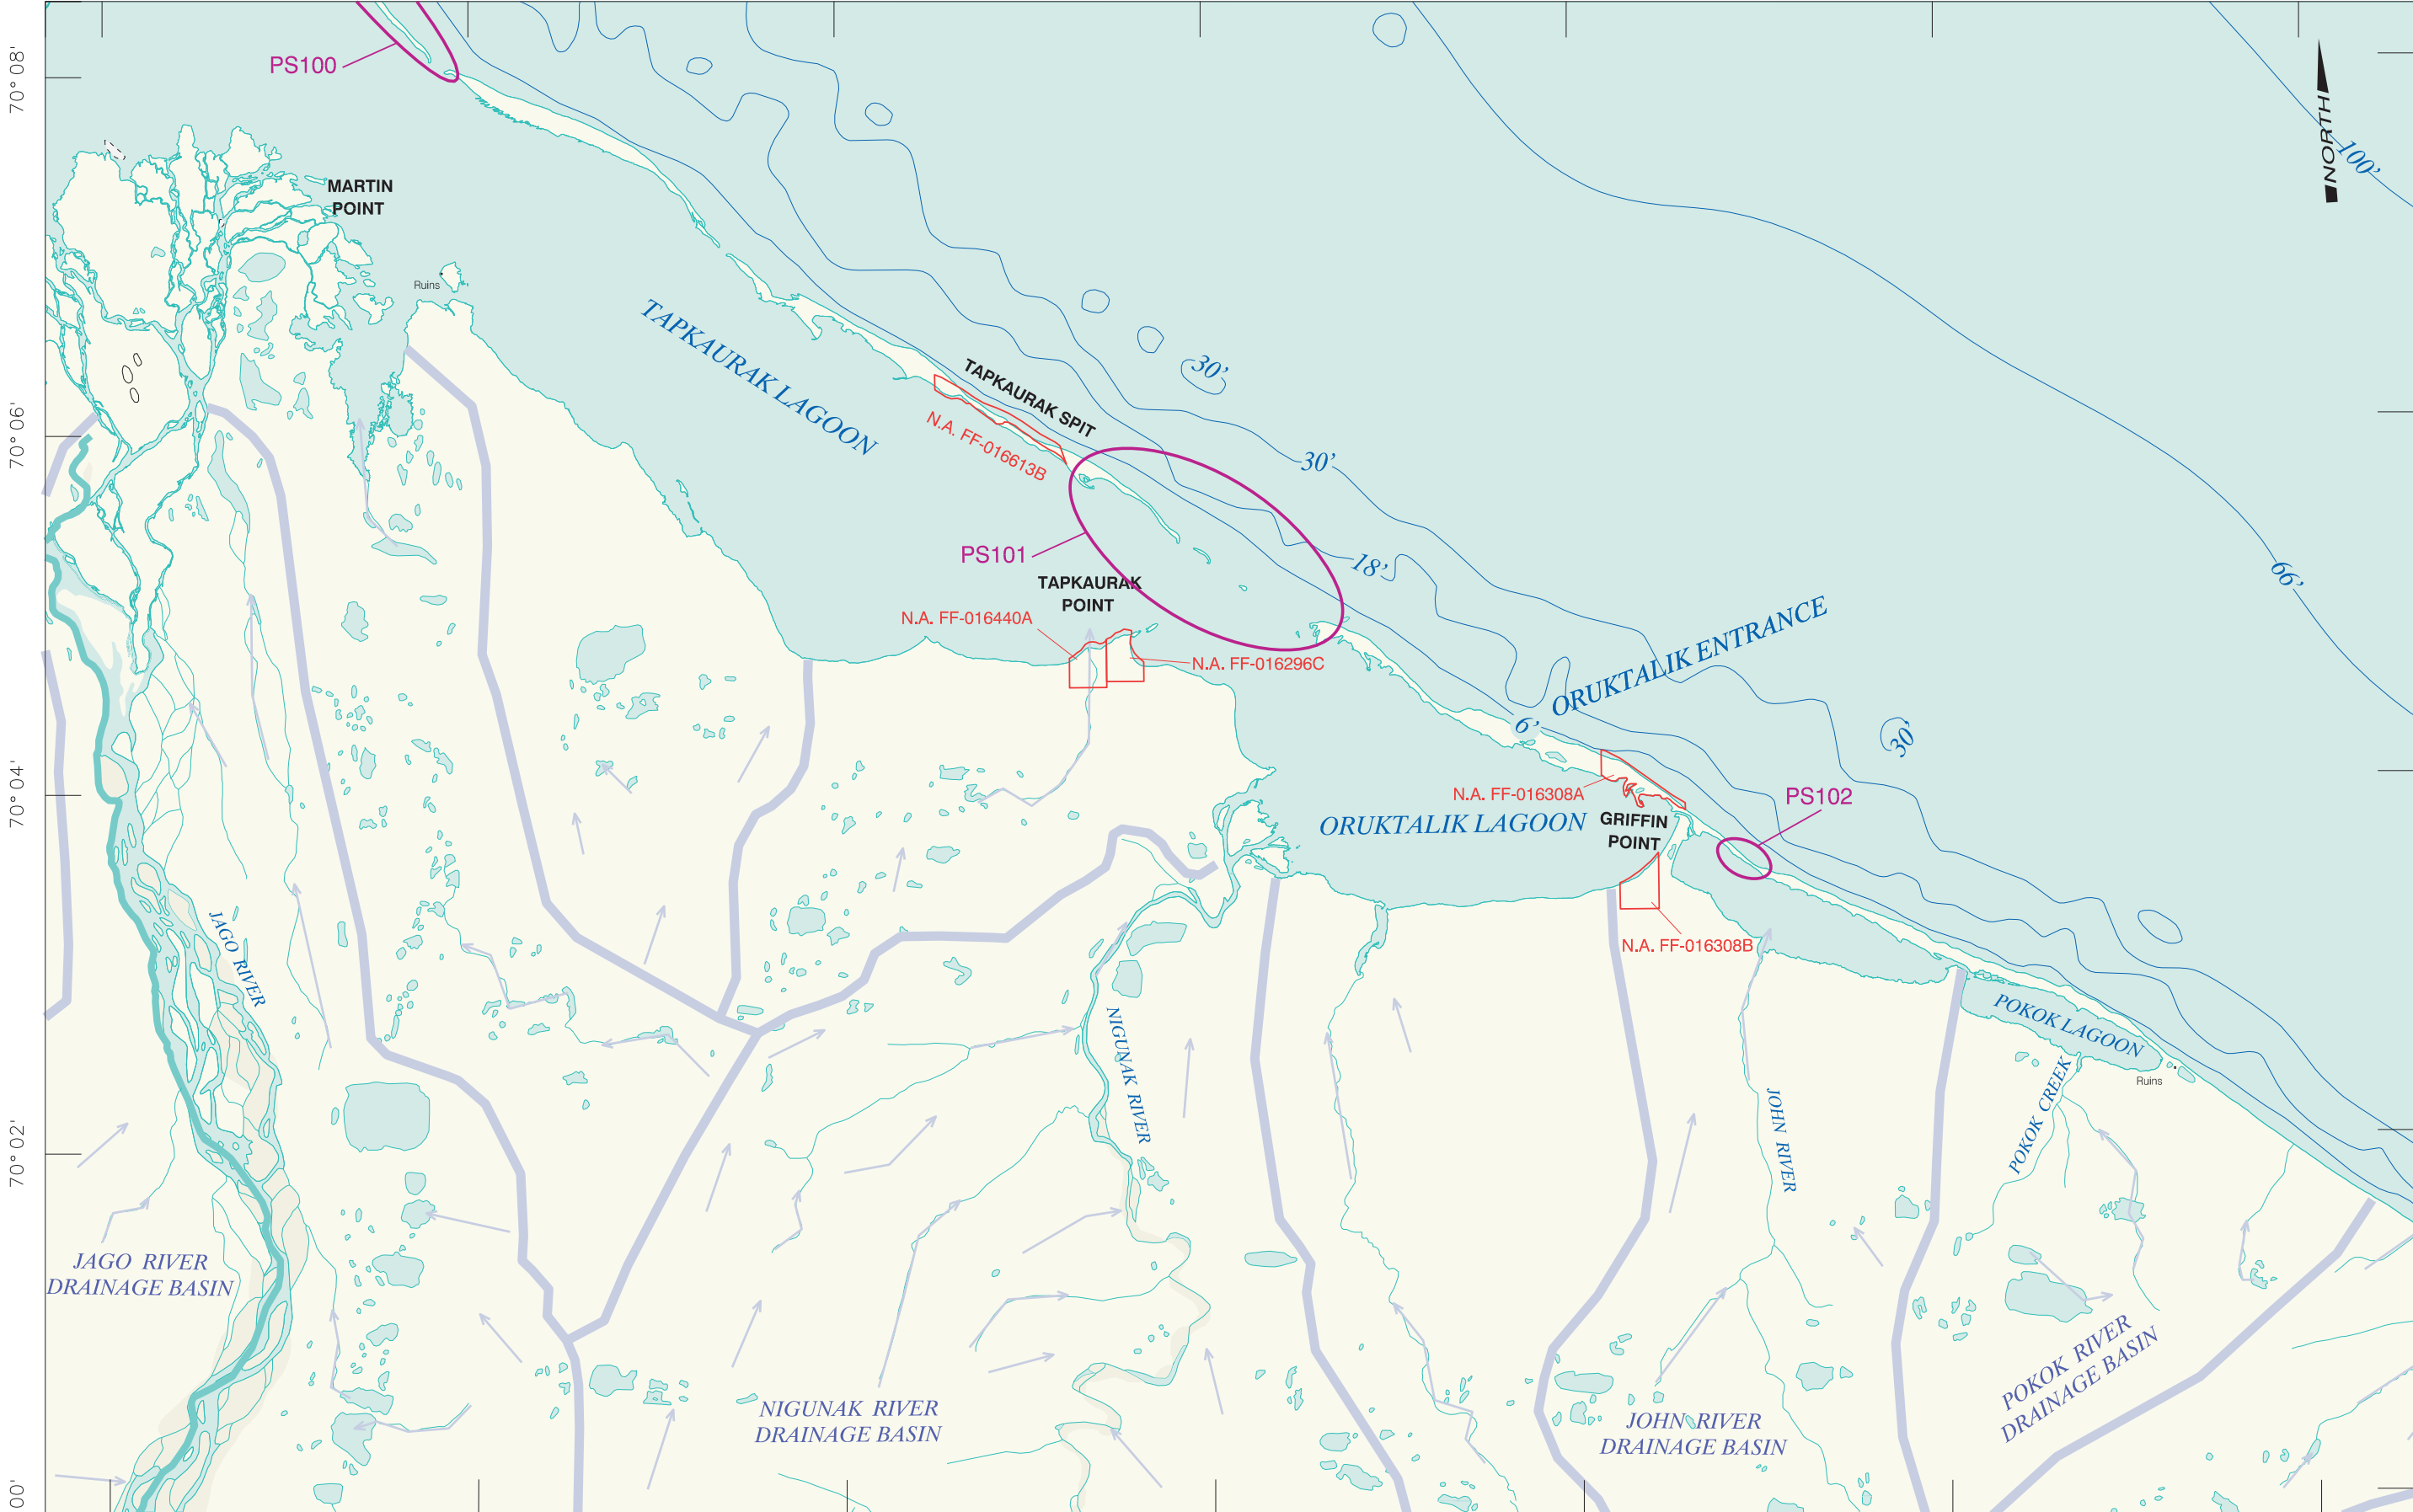 70° 08'
PS100
NORTH
100'
MARTIN
POINT
Ruins
TAPKAURAK LAGOON
TAPKAURAK SPIT
30'
70° 06'
N.A. FF-016613B
30'
PS101
18'
66'
TAPKAURAK
POINT
N.A. FF-016440A
N.A. FF-016296C
ORUKTALIK ENTRANCE
6'
30'
70° 04'
N.A. FF-016308A
PS102
ORUKTALIK LAGOON
GRIFFIN
POINT
N.A. FF-016308B
JAGO RIVER
NIGUNAK RIVER
POKOK LAGOON
Ruins
JOHN RIVER
POKOK CREEK
70° 02'
JAGO RIVER
DRAINAGE BASIN
NIGUNAK RIVER
DRAINAGE BASIN
JOHN RIVER
DRAINAGE BASIN
POKOK RIVER
DRAINAGE BASIN
00'